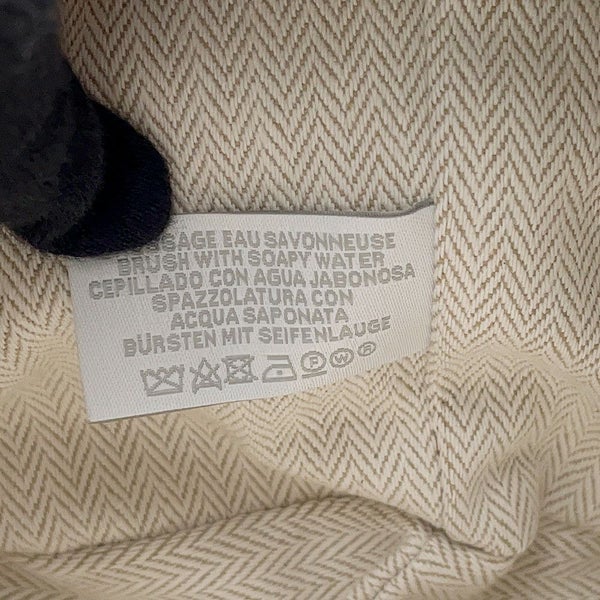 EAU SAVONNEUSE
BRUSH WITH SOAPY WATER
CEPILLADO CON AGUA JABONOSA
SPAZZOLATURA CON
ACQUA SAPONATA
BÜRSTEN MIT SEIFENLAUGE
P W F